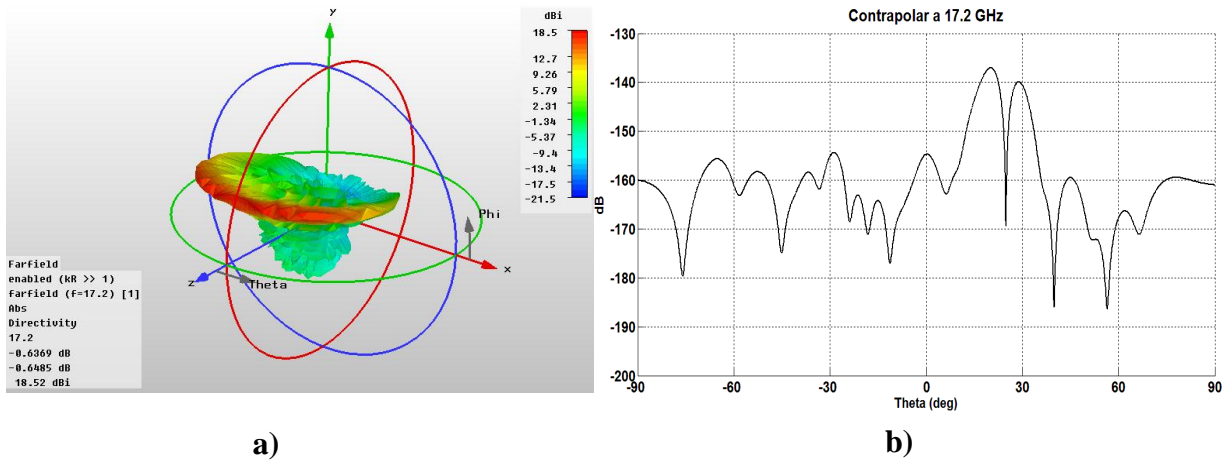 y
dBi
18.5
12.7
9.26
5.79
2.31
-1.34
-5.37
-9.4
-13.4
-17.5
-21.5
Phi
x
z
Theta
Farfield
enabled (kR >> 1)
farfield (f=17.2) [1]
Abs
Directivity
17.2
-0.6369 dB
-0.6485 dB
18.52 dBi
a)
Contrapolar a 17.2 GHz
-130
-140
-150
-160
-170
-180
-190
-200
dB
-90 -60 -30 0 30 60 90
Theta (deg)
b)